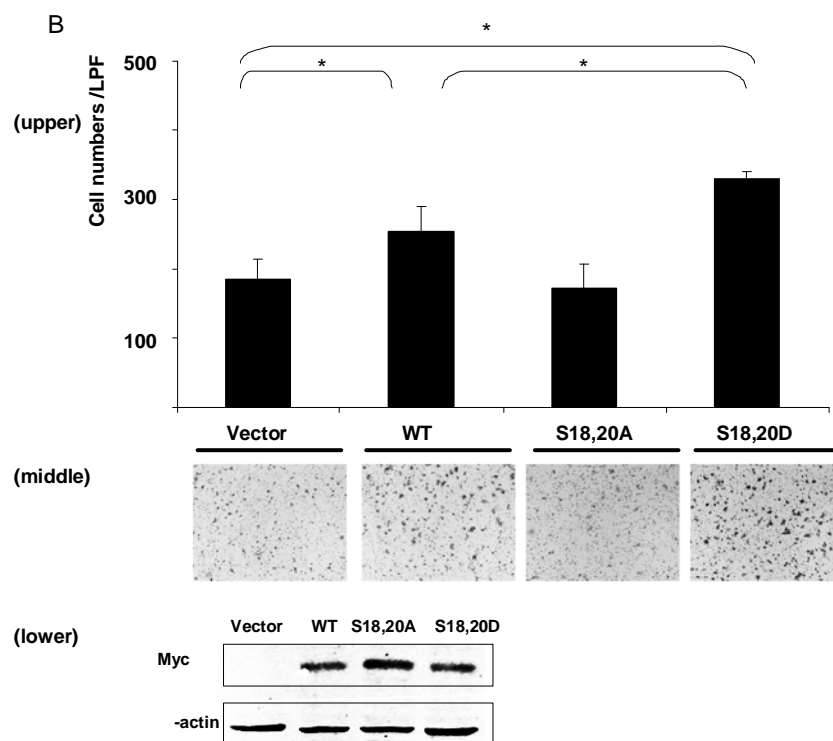 B
*
*
*
500
300
100
Cell numbers /LPF
(upper)
Vector WT S18,20A S18,20D
(middle)
(lower)
Vector WT S18,20A S18,20D
Myc
-actin